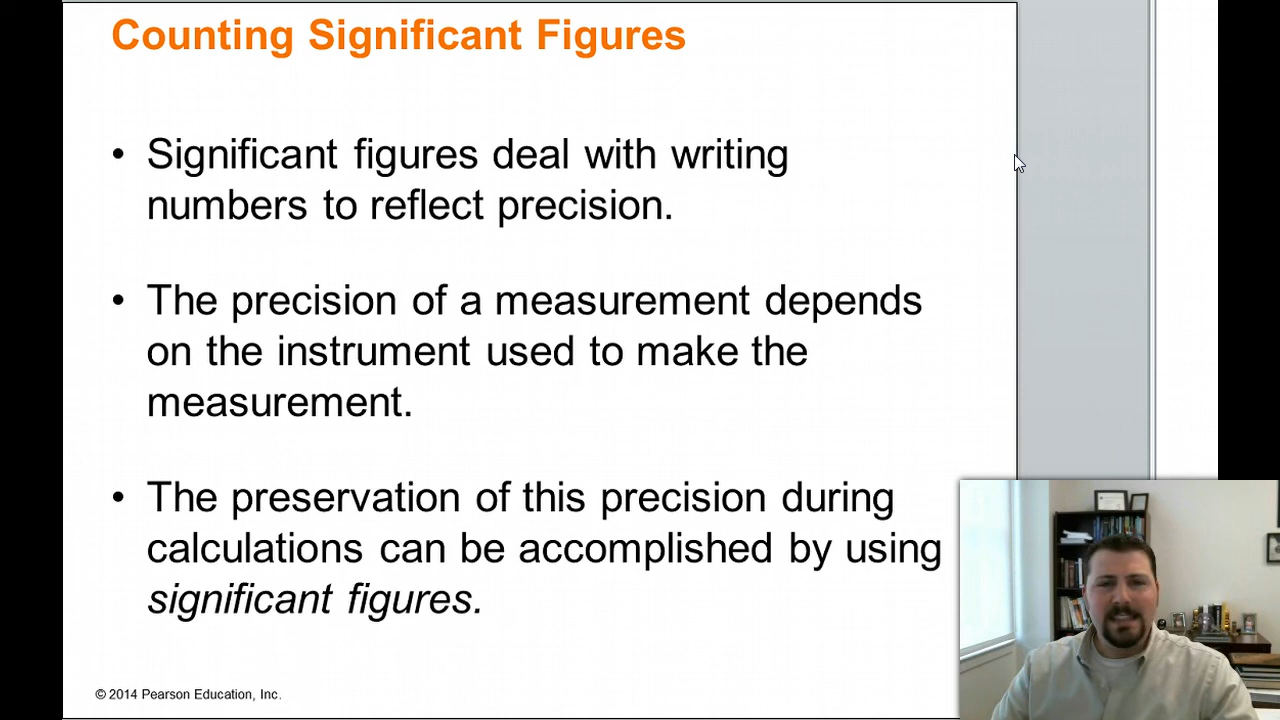 Counting Significant Figures
• Significant figures deal with writing
numbers to reflect precision.
• The precision of a measurement depends
on the instrument used to make the
measurement.
• The preservation of this precision during
calculations can be accomplished by using
significant figures.
© 2014 Pearson Education, Inc.